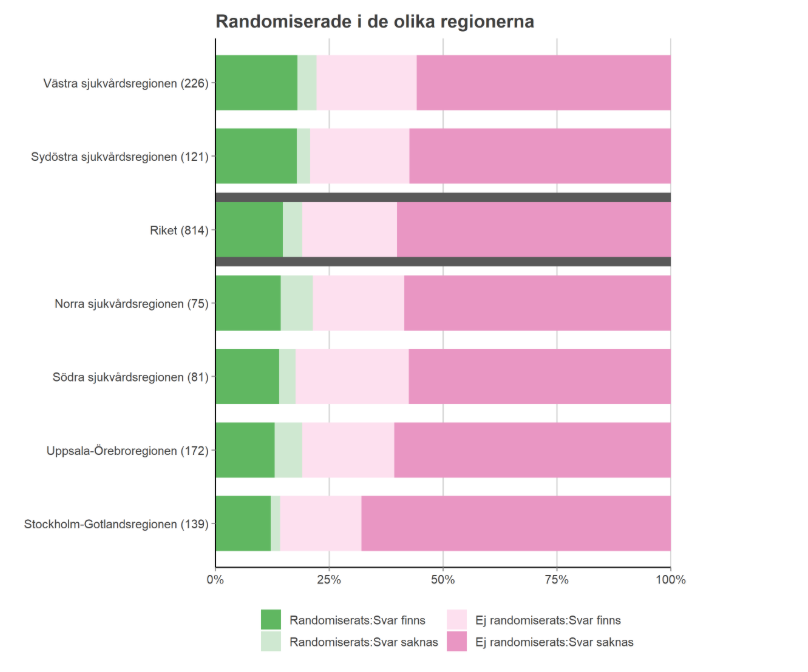 Randomiserade i de olika regionerna
Västra sjukvårdsregionen (226)
Sydöstra sjukvårdsregionen (121)
Riket (814)
Norra sjukvårdsregionen (75)
Södra sjukvårdsregionen (81)
Uppsala-Örebroregionen (172)
Stockholm-Gotlandsregionen (139)
0% 25% 50% 75% 100%
Randomiserats:Svar finns Ej randomiserats:Svar finns
Randomiserats:Svar saknas Ej randomiserats:Svar saknas